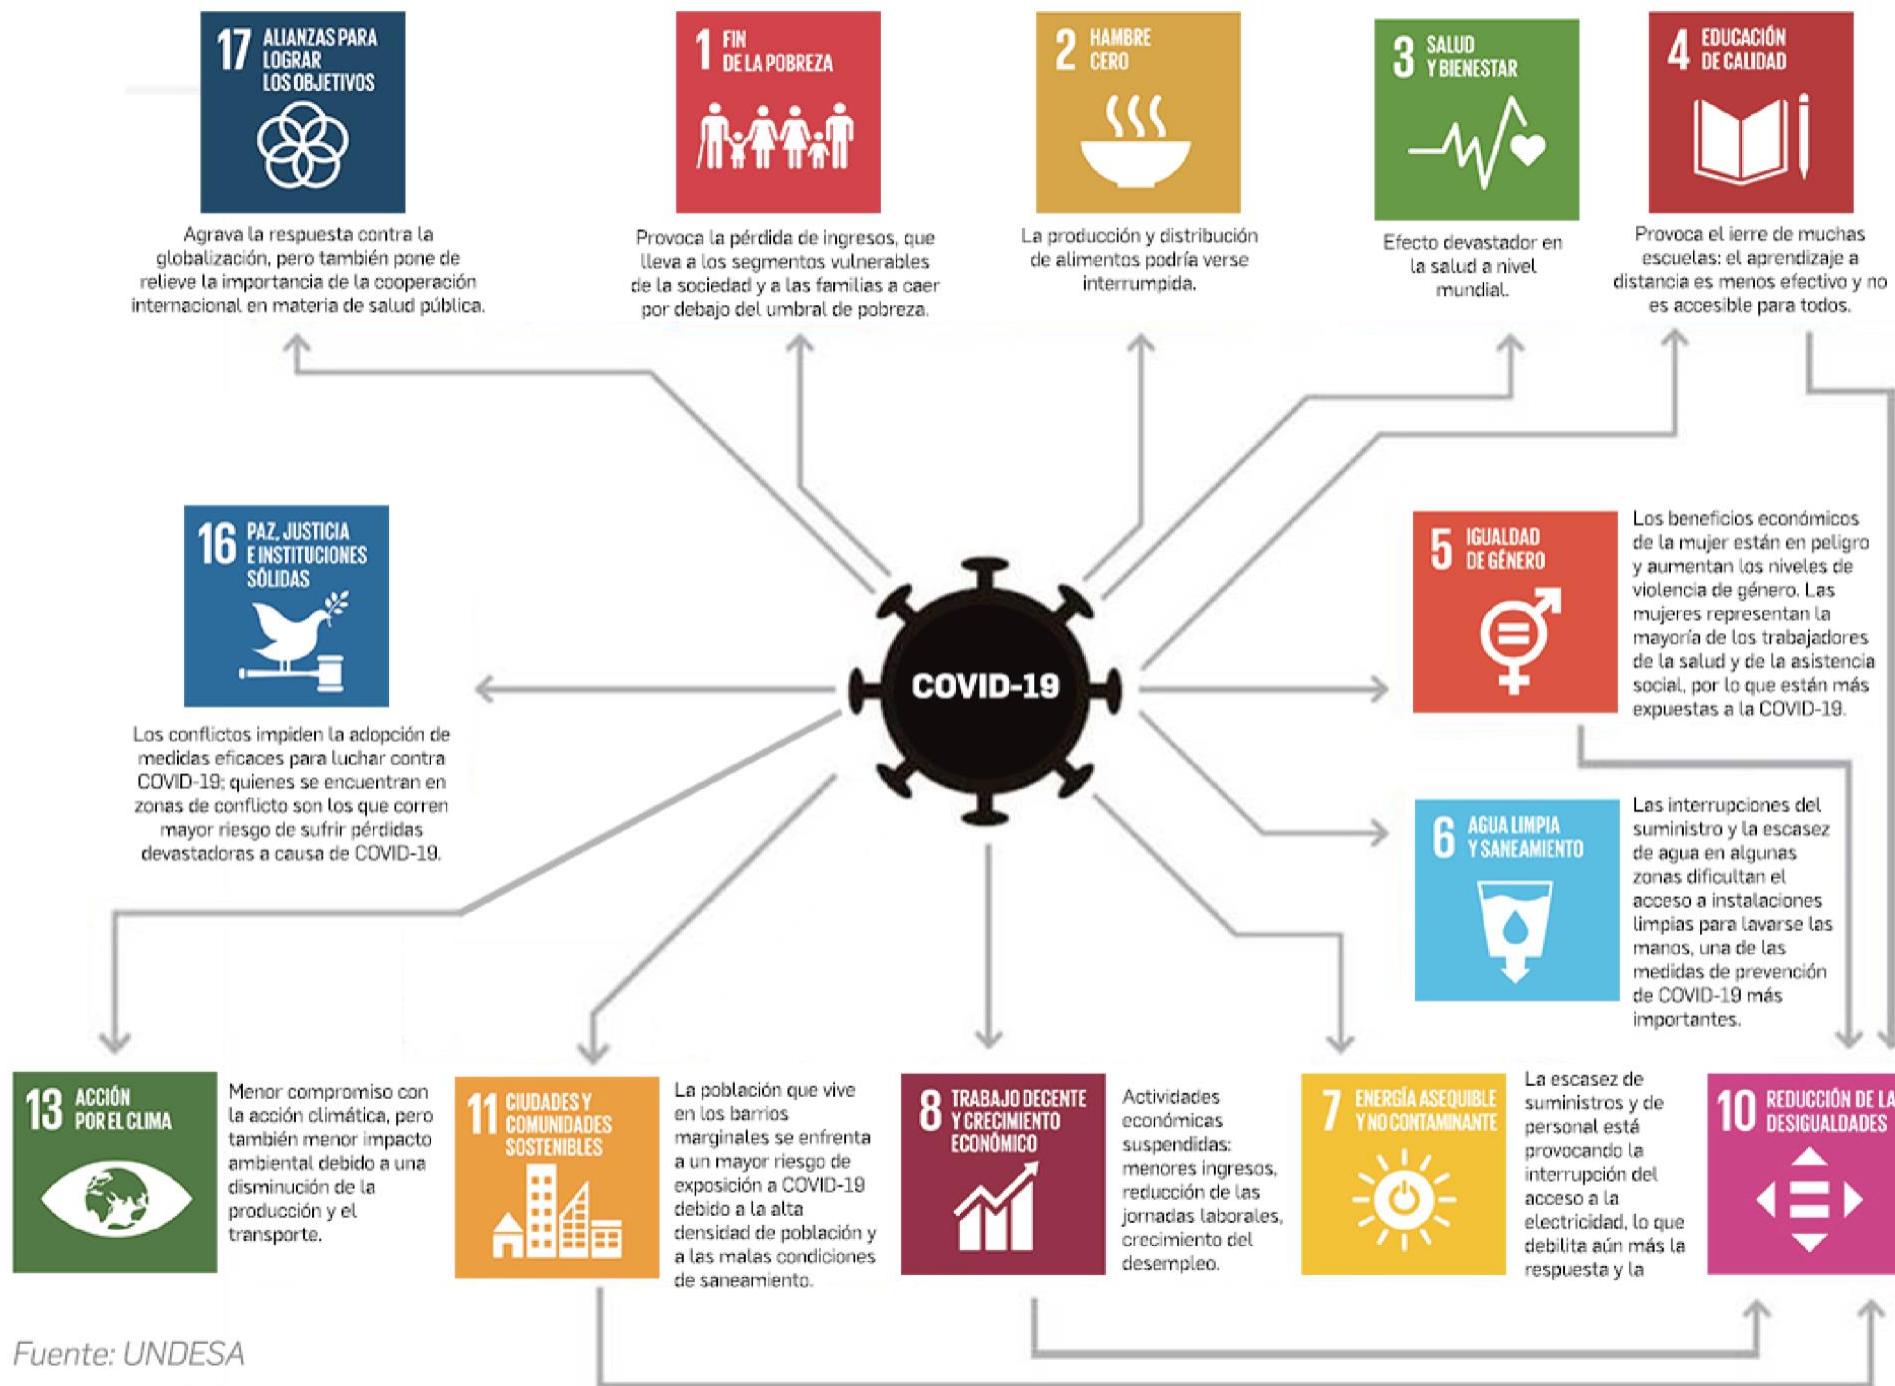 17 ALIANZAS PARA
LOGRAR
LOS OBJETIVOS
Agrava la respuesta contra la
globalización, pero también pone de
relieve la importancia de la cooperación
internacional en materia de salud pública.
1 FIN
DE LA POBREZA
Provoca la pérdida de ingresos, que
lleva a los segmentos vulnerables
de la sociedad y a las familias a caer
por debajo del umbral de pobreza.
2 HAMBRE
CERO
La producción y distribución
de alimentos podría verse
interrumpida.
3 SALUD
Y BIENESTAR
Efecto devastador en
la salud a nivel
mundial.
4 EDUCACIÓN
DE CALIDAD
Provoca el ierre de muchas
escuelas: el aprendizaje a
distancia es menos efectivo y no
es accesible para todos.
16 PAZ, JUSTICIA
E INSTITUCIONES
SÓLIDAS
Los conflictos impiden la adopción de
medidas eficaces para luchar contra
COVID-19; quienes se encuentran en
zonas de conflicto son los que corren
mayor riesgo de sufrir pérdidas
devastadoras a causa de COVID-19.
COVID-19
5 IGUALDAD
DE GÉNERO
Los beneficios económicos
de la mujer están en peligro
y aumentan los niveles de
violencia de género. Las
mujeres representan la
mayoría de los trabajadores
de la salud y de la asistencia
social, por lo que están más
expuestas a la COVID-19.
6 AGUA LIMPIA
Y SANEAMIENTO
Las interrupciones del
suministro y la escasez
de agua en algunas
zonas dificultan el
acceso a instalaciones
limpias para lavarse las
manos, una de las
medidas de prevención
de COVID-19 más
importantes.
13 ACCIÓN
POR EL CLIMA
Menor compromiso con
la acción climática, pero
también menor impacto
ambiental debido a una
disminución de la
producción y el
transporte.
11 CIUDADES Y
COMUNIDADES
SOSTENIBLES
La población que vive
en los barrios
marginales se enfrenta
a un mayor riesgo de
exposición a COVID-19
debido a la alta
densidad de población y
a las malas condiciones
de saneamiento.
8 TRABAJO DECENTE
Y CRECIMIENTO
ECONÓMICO
Actividades
económicas
suspendidas:
menores ingresos,
reducción de las
jornadas laborales,
crecimiento del
desempleo.
7 ENERGÍA ASEQUIBLE
Y NO CONTAMINANTE
La escasez de
suministros y de
personal está
provocando la
interrupción del
acceso a la
electricidad, lo que
debilita aún más la
respuesta y la
10 REDUCCIÓN DE LA
DESIGUALDADES
Fuente: UNDESA